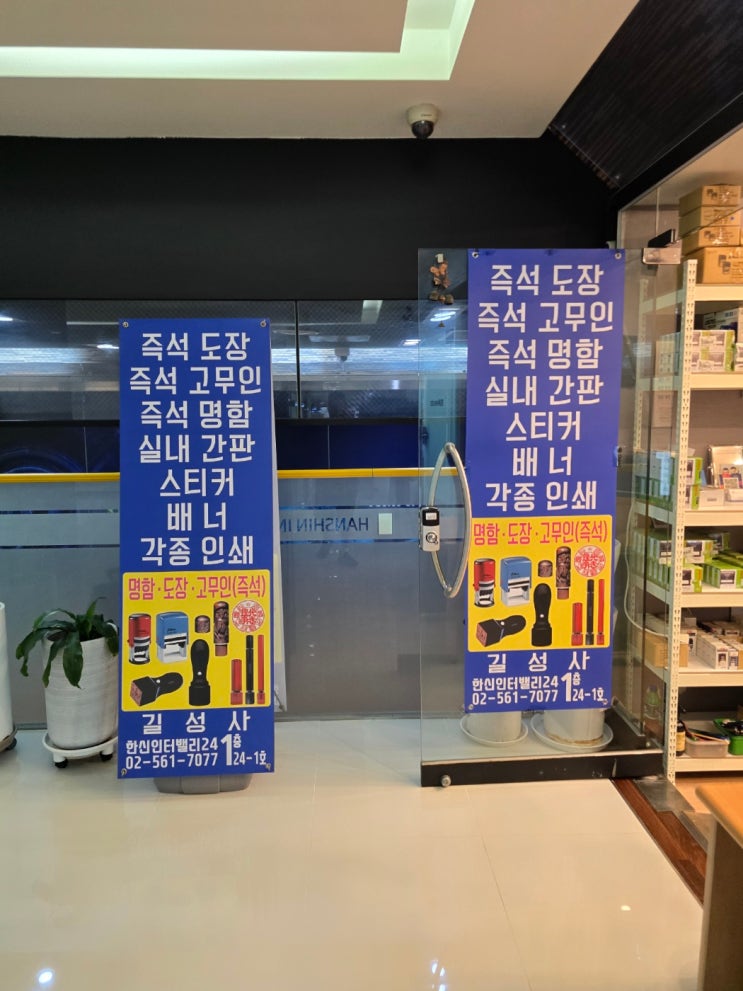 즉석 도장
즉석 고무인
즉석 명함
실내 간판
스티커
배너
각종 인쇄
명함·도장·고무인(즉석)
길성사
한신인터밸리24 1층
02-561-7077 24-1호
HANSHIN IN
즉석 도장
즉석 고무인
즉석 명함
실내 간판
스티커
배너
각종 인쇄
명함·도장·고무인(즉석)
길성사
한신인터밸리24 1층
02-561-7077 24-1호